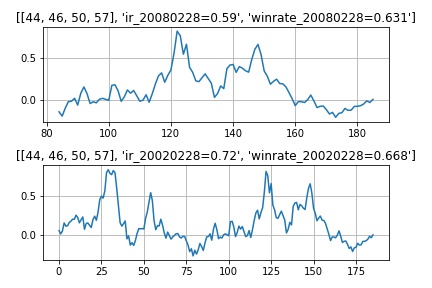 [[44, 46, 50, 57], 'ir_20080228=0.59', 'winrate_20080228=0.631']
0.5
0.0
80 100 120 140 160 180
[[44, 46, 50, 57], 'ir_20020228=0.72', 'winrate_20020228=0.668']
0.5
0.0
0 25 50 75 100 125 150 175